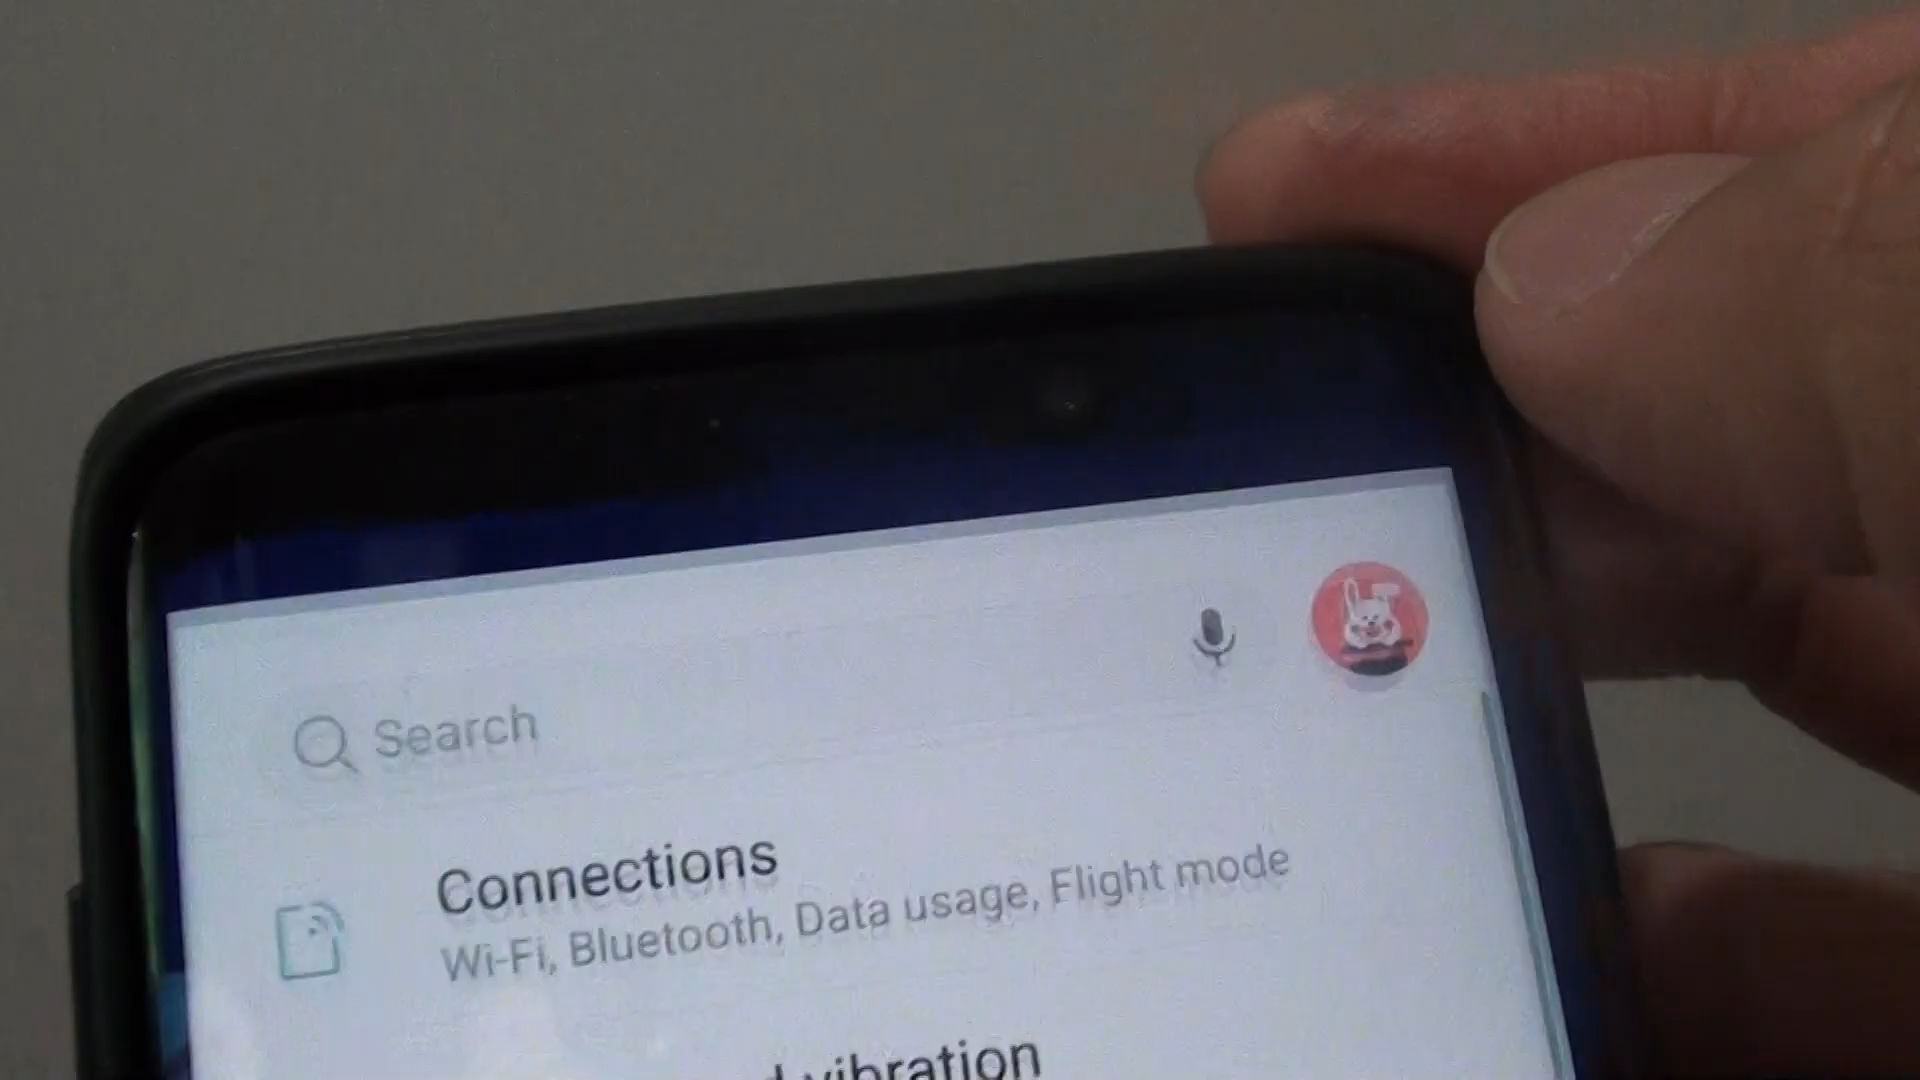 Search
Connections
Wi-Fi, Bluetooth, Data usage, Flight mode
vibration